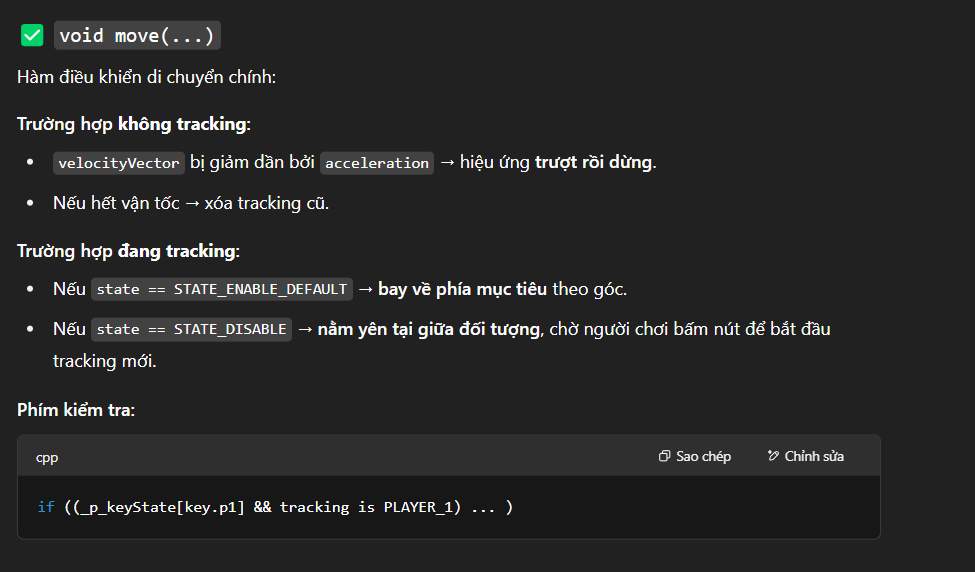 ✅ void move(...)
Hàm điều khiển di chuyển chính:
Trường hợp không tracking:
• velocityVector bị giảm dần bởi acceleration → hiệu ứng trượt rồi dừng.
• Nếu hết vận tốc → xóa tracking cũ.
Trường hợp đang tracking:
• Nếu state == STATE_ENABLE_DEFAULT → bay về phía mục tiêu theo góc.
• Nếu state == STATE_DISABLE → nằm yên tại giữa đối tượng, chờ người chơi bấm nút để bắt đầu
tracking mới.
Phím kiểm tra:
cpp Sao chép Chỉnh sửa
if ((_p_keyState[key.p1] && tracking is PLAYER_1) ... )